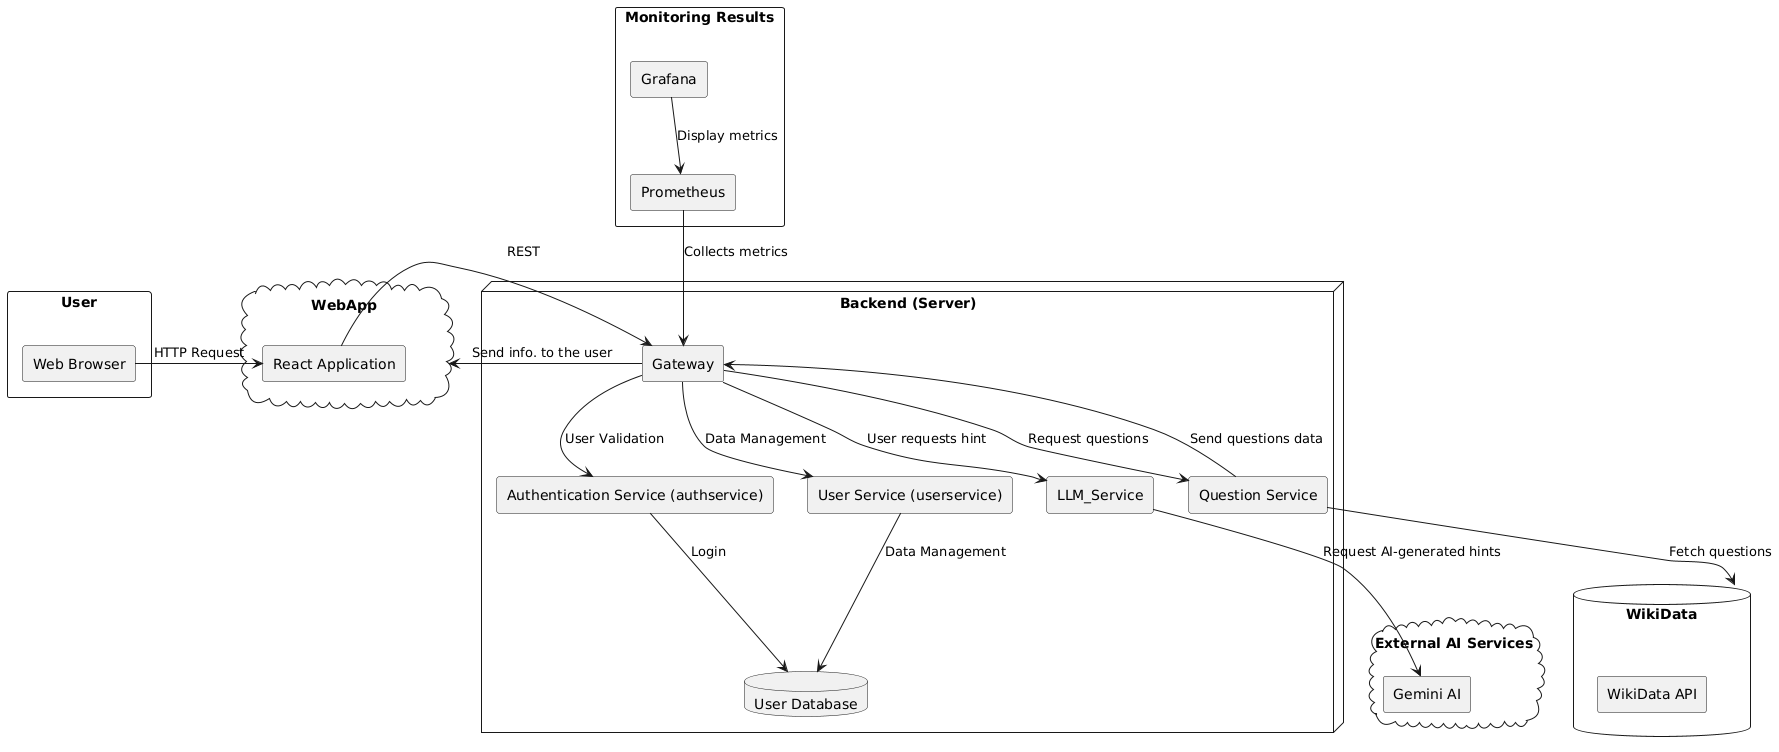 Monitoring Results
Grafana
Display metrics
Prometheus
REST
Collects metrics
User
WebApp
Backend (Server)
Web Browser
HTTP Request
React Application
Send info. to the user
Gateway
User Validation
Data Management
User requests hint
Request questions
Send questions data
Authentication Service (authservice)
User Service (userservice)
LLM_Service
Question Service
Login
Data Management
Request AI-generated hints
Fetch questions
WikiData
External AI Services
Gemini AI
WikiData API
User Database